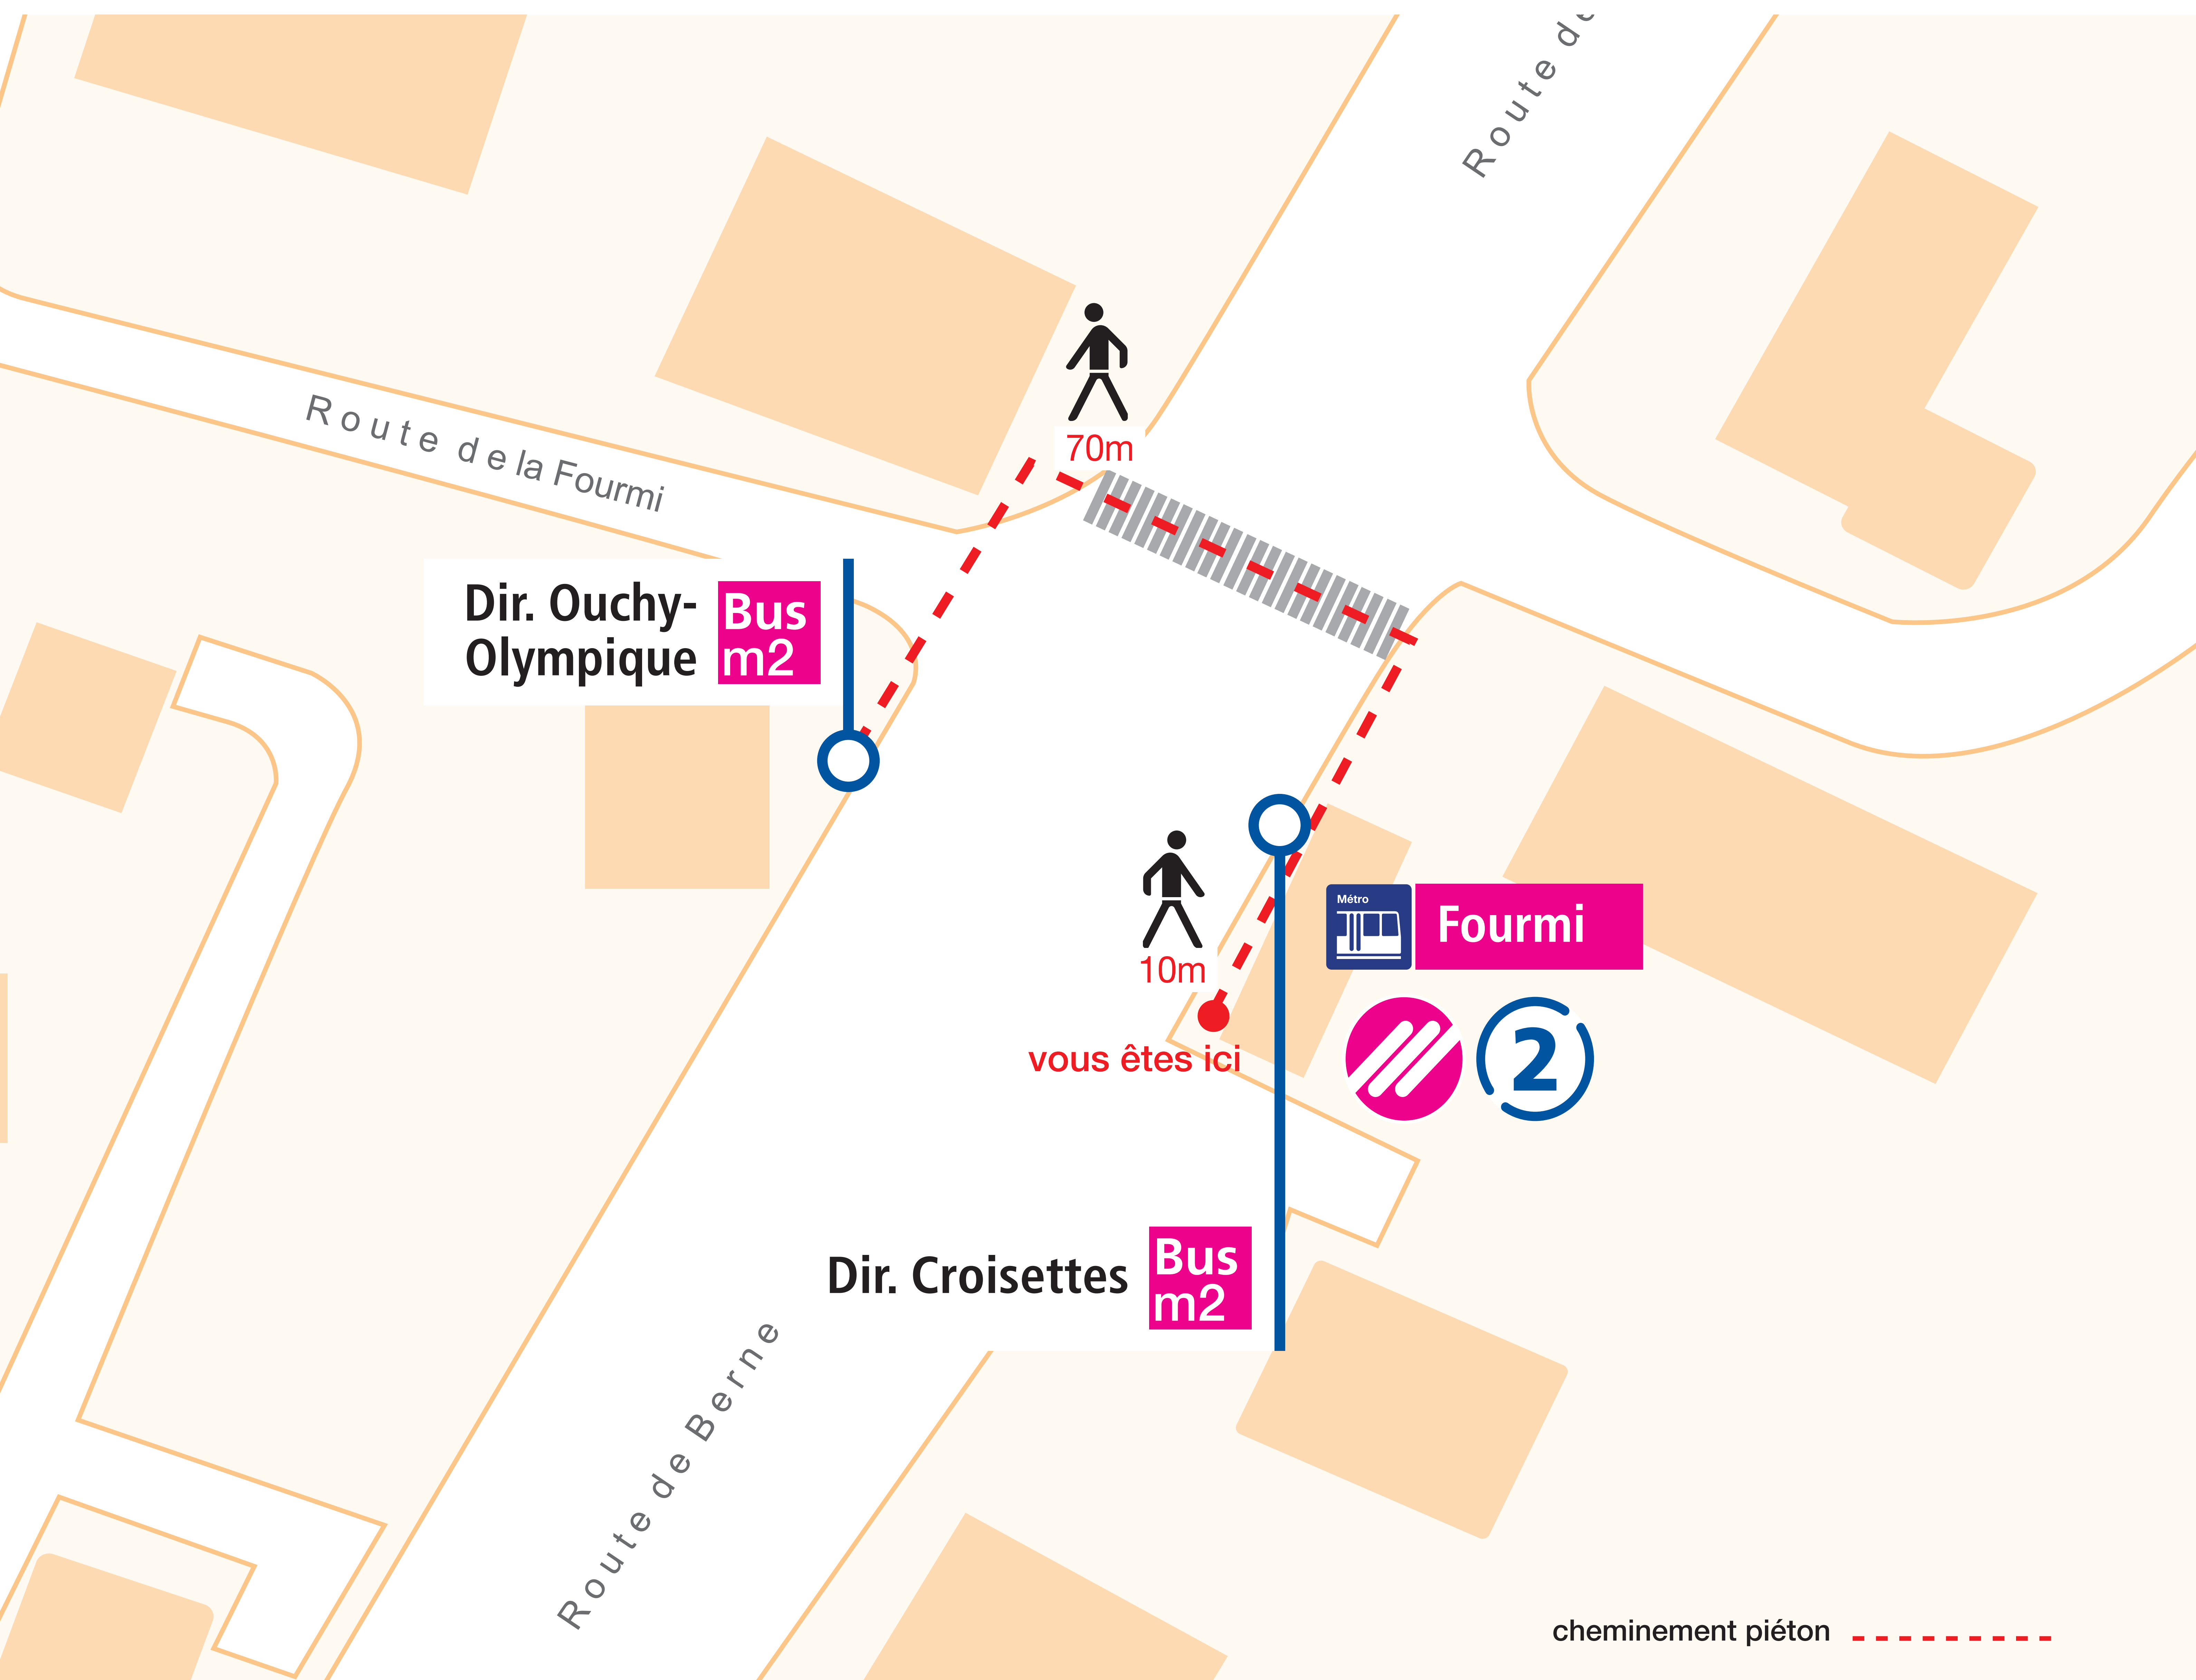 Route de
70m
Route de la Fourmi
Dir. Ouchy-
Olympique
Bus
m2
Métro
Fourmi
10m
vous êtes ici
2
Dir. Croisettes
Bus
m2
Route de Berne
cheminement piéton